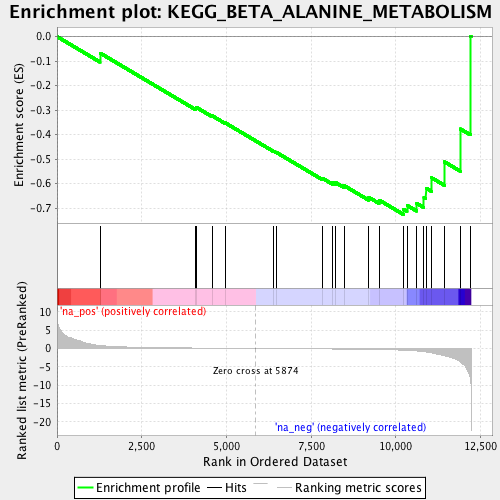 Enrichment plot: KEGG_BETA_ALANINE_METABOLISM
Enrichment score (ES)
0.0
-0.1
-0.2
-0.3
-0.4
-0.5
-0.6
-0.7
'na_pos' (positively correlated)
Ranked list metric (PreRanked)
10
5
0
-5
-10
-15
-20
Zero cross at 5874
'na_neg' (negatively correlated)
0
2,500
5,000
7,500
10,000
12,500
Rank in Ordered Dataset
Enrichment profile
Hits
Ranking metric scores